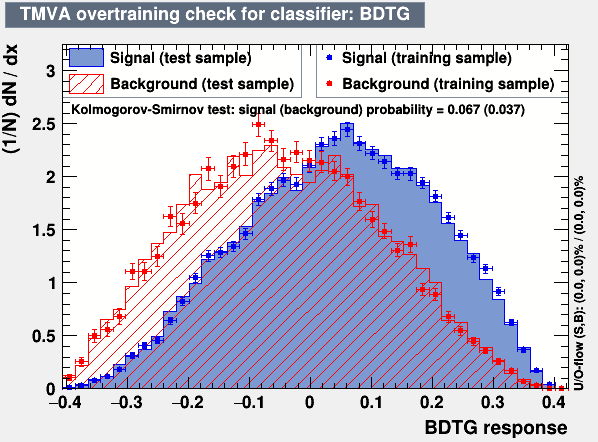 TMVA overtraining check for classifier: BDTG
(1/N) dN / dx
Signal (test sample)
Background (test sample)
Signal (training sample)
Background (training sample)
Kolmogorov-Smirnov test: signal (background) probability = 0.067 (0.037)
3
2.5
2
1.5
1
0.5
0
−0.4 −0.3 −0.2 −0.1 0 0.1 0.2 0.3 0.4
BDTG response
U/O-flow (S,B): (0.0, 0.0)% / (0.0, 0.0)%